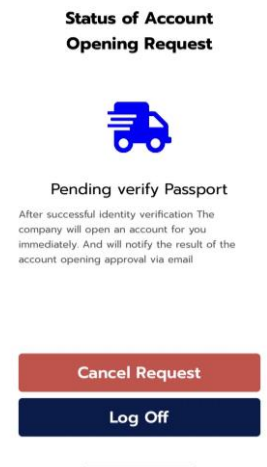 Status of Account
Opening Request
Pending verify Passport
After successful identity verification The
company will open an account for you
immediately. And will notify the result of the
account opening approval via email
Cancel Request
Log Off